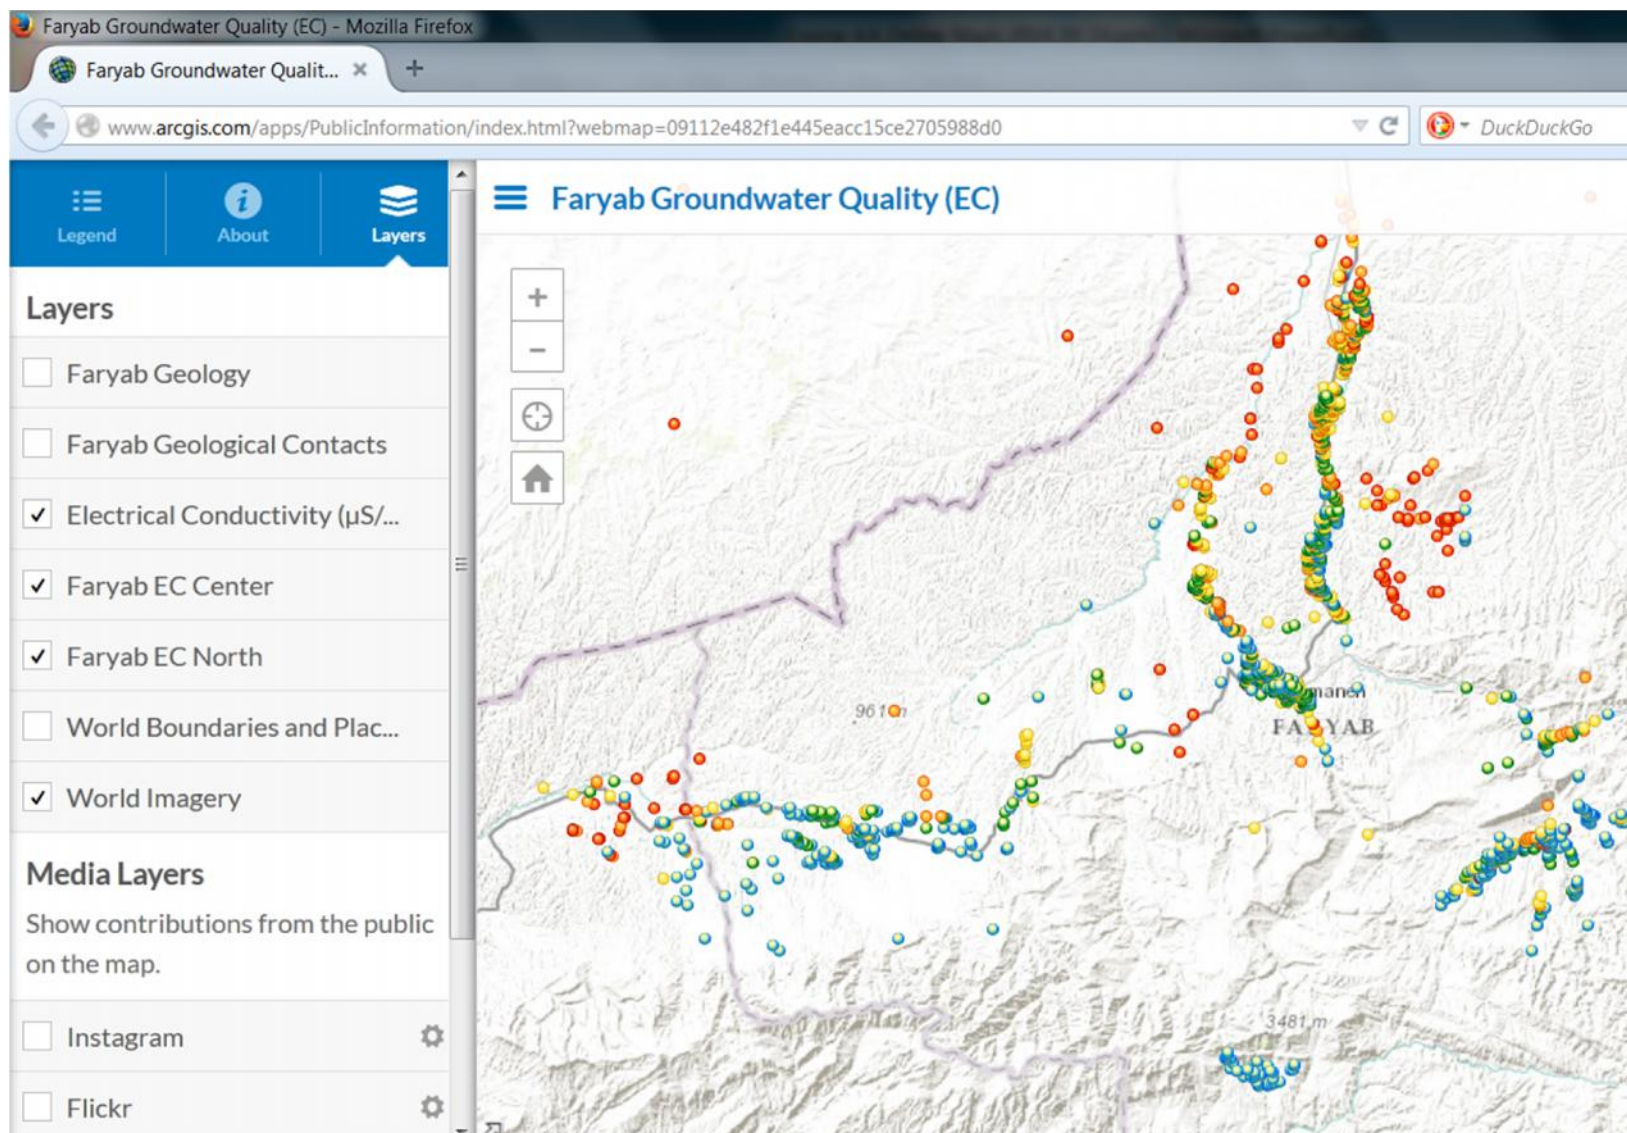 Faryab Groundwater Quality (EC) - Mozilla Firefox
Faryab Groundwater Qualit...
www.arcgis.com/apps/PublicInformation/index.html?webmap=09112e482f1e445eacc15ce2705988d0
DuckDuckGo
Legend
About
Layers
Faryab Groundwater Quality (EC)
Layers
Faryab Geology
Faryab Geological Contacts
Electrical Conductivity (µS/...
Faryab EC Center
Faryab EC North
World Boundaries and Plac...
World Imagery
Media Layers
Show contributions from the public
on the map.
Instagram
Flickr
maneh
FARYAB
961 m
3481 m